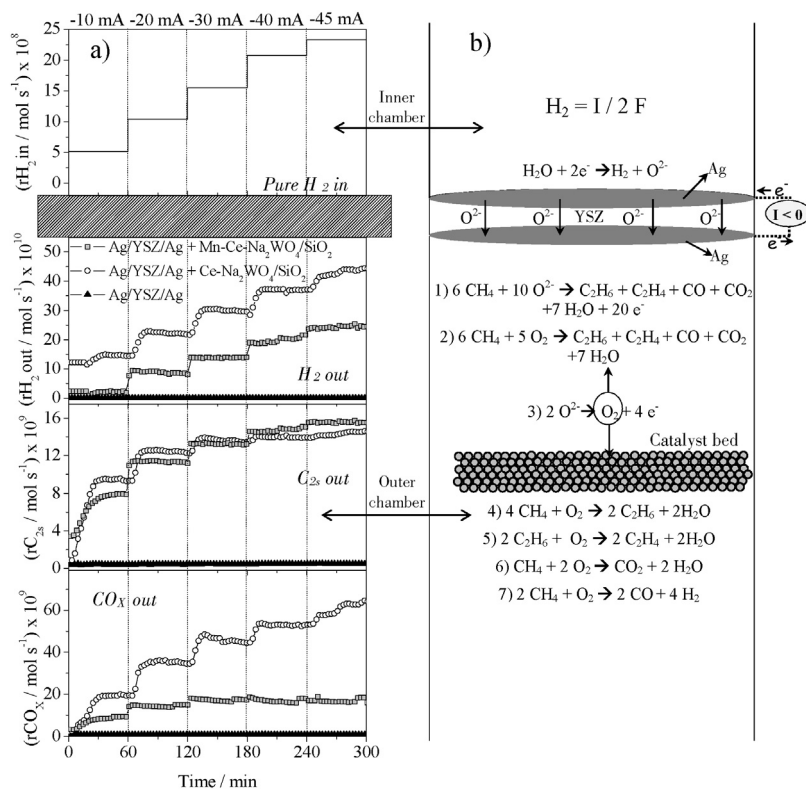 -10 mA -20 mA -30 mA -40 mA -45 mA
a)
(rH2 in / mol s-1) x 10^8
25
20
15
10
5
0
Pure H2 in
Inner
chamber
Ag/YSZ/Ag + Mn-Ce-Na2WO4/SiO2
Ag/YSZ/Ag + Ce-Na2WO4/SiO2
Ag/YSZ/Ag
(rH2 out / mol s-1) x 10^10
50
40
30
20
10
0
H2 out
(rC2s / mol s-1) x 10^9
16
12
8
4
0
C2s out
Outer
chamber
(rCOX / mol s-1) x 10^9
60
40
20
0
COX out
0 60 120 180 240 300
Time / min
b)
H2 = I / 2 F
H2O + 2e- → H2 + O2-
Ag
e-
O2- O2- YSZ O2- O2-
I < 0
e-
Ag
1) 6 CH4 + 10 O2- → C2H6 + C2H4 + CO + CO2
+7 H2O + 20 e-
2) 6 CH4 + 5 O2 → C2H6 + C2H4 + CO + CO2
+7 H2O
3) 2 O2- → O2 + 4 e-
Catalyst bed
4) 4 CH4 + O2 → 2 C2H6 + 2H2O
5) 2 C2H6 + O2 → 2 C2H4 + 2H2O
6) CH4 + 2 O2 → CO2 + 2 H2O
7) 2 CH4 + O2 → 2 CO + 4 H2